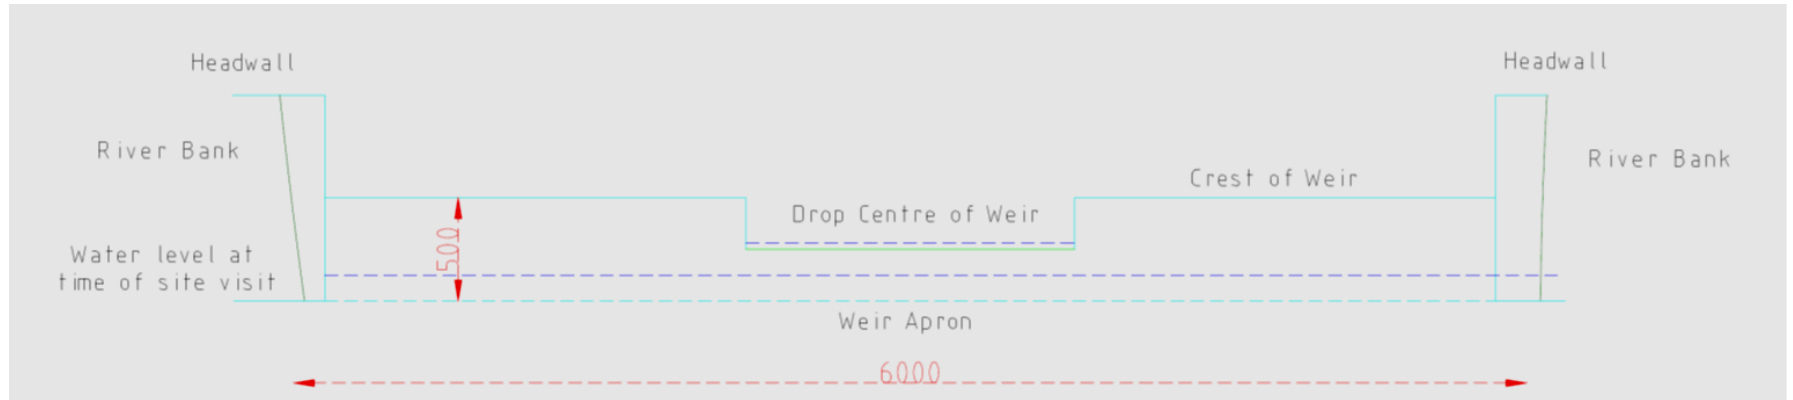 Headwall
Headwall
River Bank
River Bank
Crest of Weir
Drop Centre of Weir
500
Water level at
time of site visit
Weir Apron
6000